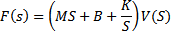 F(s) = (MS + B + K/S) V(S)